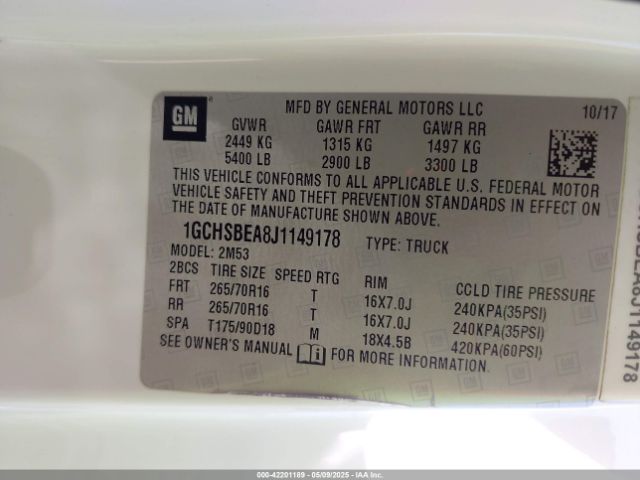 GM
MFD BY GENERAL MOTORS LLC 10/17
GVWR GAWR FRT GAWR RR
2449 KG 1315 KG 1497 KG
5400 LB 2900 LB 3300 LB
THIS VEHICLE CONFORMS TO ALL APPLICABLE U.S. FEDERAL MOTOR
VEHICLE SAFETY AND THEFT PREVENTION STANDARDS IN EFFECT ON
THE DATE OF MANUFACTURE SHOWN ABOVE.
1GCHSBEA8J1149178 TYPE: TRUCK
MODEL: 2M53
2BCS TIRE SIZE SPEED RTG RIM COLD TIRE PRESSURE
FRT 265/70R16 T 16X7.0J 240KPA(35PSI)
RR 265/70R16 T 16X7.0J 240KPA(35PSI)
SPA T175/90D18 M 18X4.5B 420KPA(60PSI)
SEE OWNER'S MANUAL FOR MORE INFORMATION.
000-42201189 - 05/09/2025 - IAA Inc.